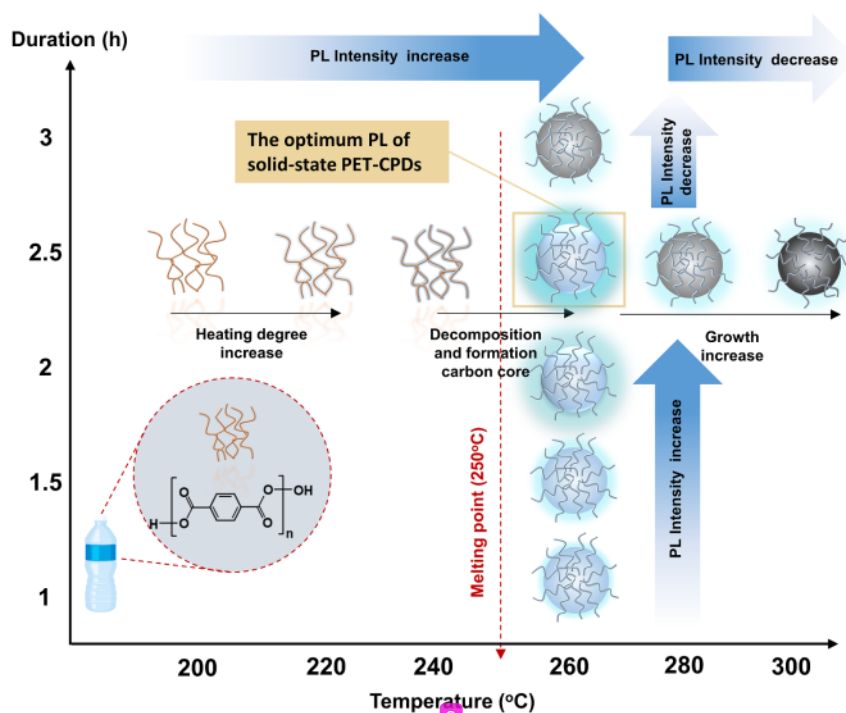 Duration (h)
PL Intensity increase
PL Intensity decrease
3
The optimum PL of
solid-state PET-CPDs
PL Intensity
decrease
2.5
Heating degree
increase
Decomposition
and formation
carbon core
Growth
increase
2
Melting point (250°C)
PL Intensity increase
1.5
H
O
O
O
O
OH
n
1
200
220
240
260
280
300
Temperature (°C)